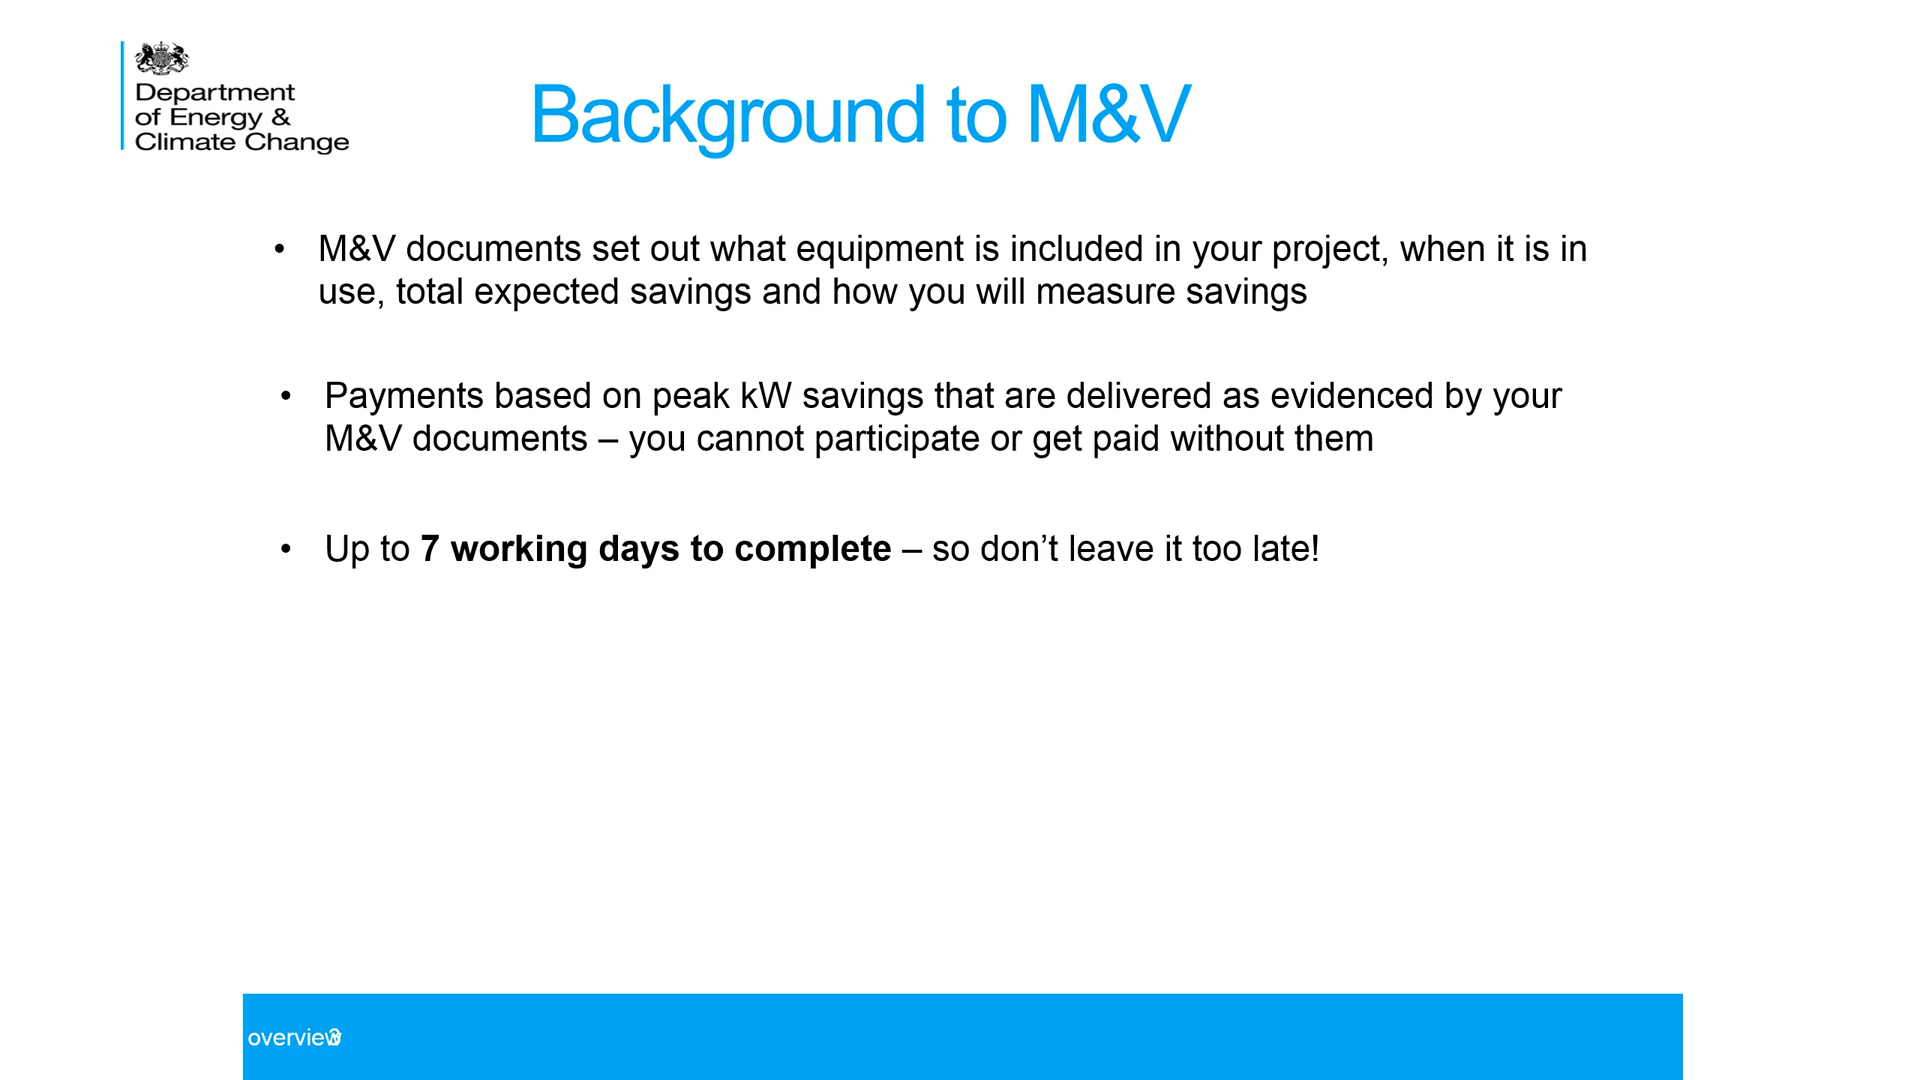 Department
of Energy &
Climate Change
Background to M&V
• M&V documents set out what equipment is included in your project, when it is in
use, total expected savings and how you will measure savings
• Payments based on peak kW savings that are delivered as evidenced by your
M&V documents – you cannot participate or get paid without them
• Up to 7 working days to complete – so don’t leave it too late!
overview
3